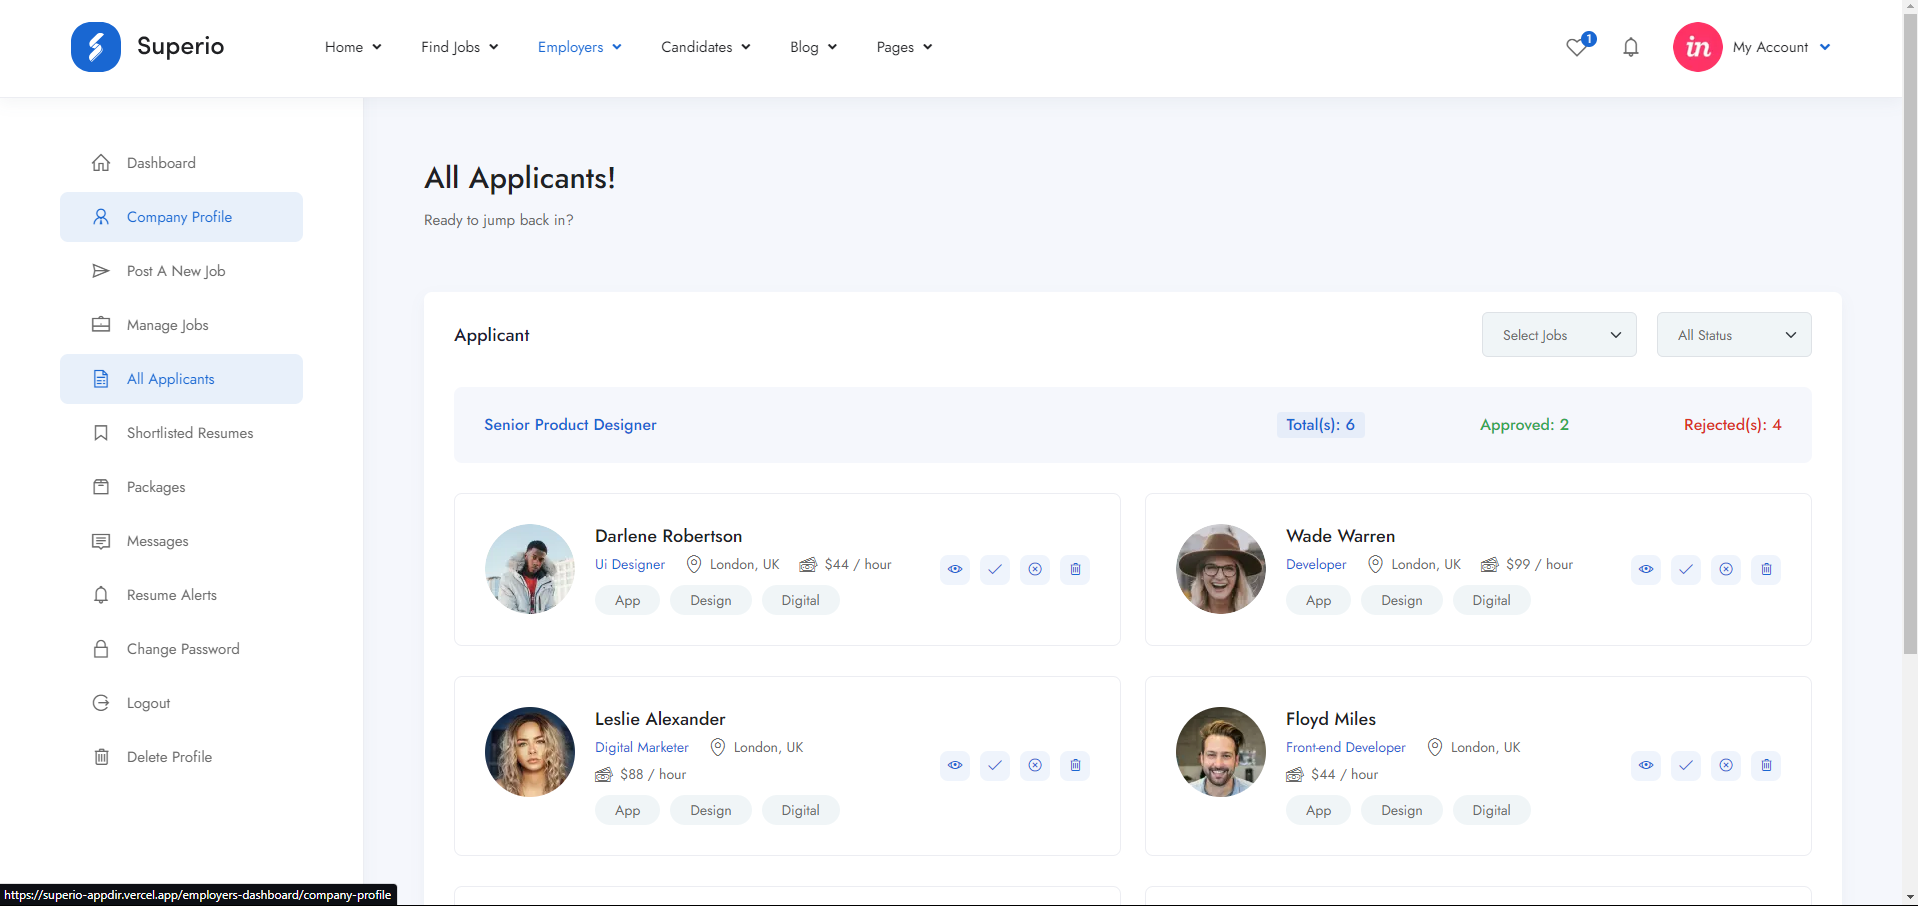 Superio
Home
Find Jobs
Employers
Candidates
Blog
Pages
1
in
My Account
Dashboard
Company Profile
Post A New Job
Manage Jobs
All Applicants
Shortlisted Resumes
Packages
Messages
Resume Alerts
Change Password
Logout
Delete Profile
All Applicants!
Ready to jump back in?
Applicant
Select Jobs
All Status
Senior Product Designer
Total(s): 6
Approved: 2
Rejected(s): 4
Darlene Robertson
Ui Designer
London, UK
$44 / hour
App
Design
Digital
Wade Warren
Developer
London, UK
$99 / hour
App
Design
Digital
Leslie Alexander
Digital Marketer
London, UK
$88 / hour
App
Design
Digital
Floyd Miles
Front-end Developer
London, UK
$44 / hour
App
Design
Digital
https://superio-appdir.vercel.app/employers-dashboard/company-profile